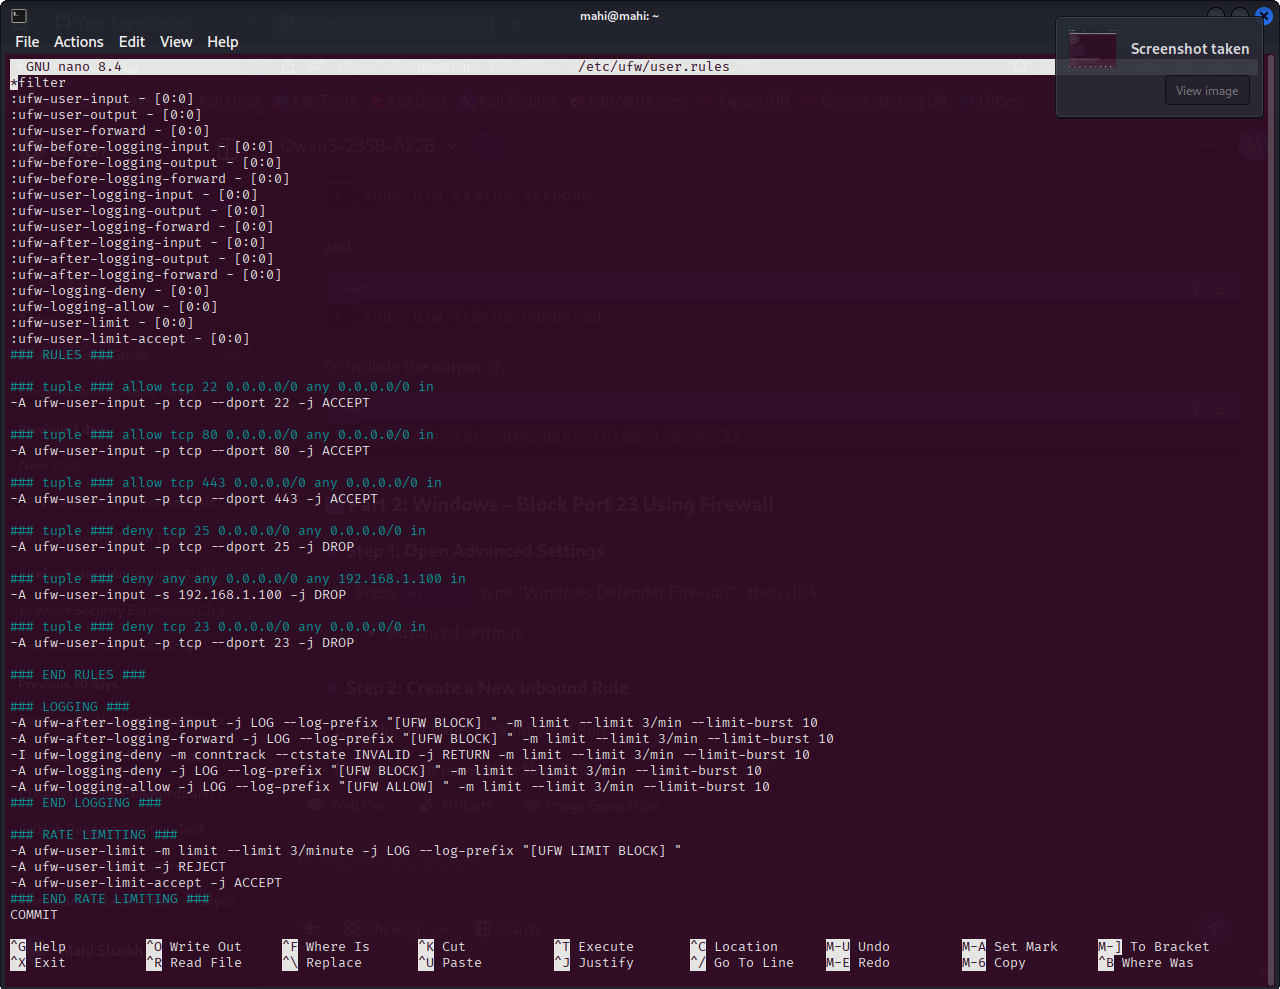 mahi@mahi: ~
File Actions Edit View Help
Screenshot taken
View image
GNU nano 8.4 /etc/ufw/user.rules
*filter
:ufw-user-input - [0:0]
:ufw-user-output - [0:0]
:ufw-user-forward - [0:0]
:ufw-before-logging-input - [0:0]
:ufw-before-logging-output - [0:0]
:ufw-before-logging-forward - [0:0]
:ufw-user-logging-input - [0:0]
:ufw-user-logging-output - [0:0]
:ufw-user-logging-forward - [0:0]
:ufw-after-logging-input - [0:0]
:ufw-after-logging-output - [0:0]
:ufw-after-logging-forward - [0:0]
:ufw-logging-deny - [0:0]
:ufw-logging-allow - [0:0]
:ufw-user-limit - [0:0]
:ufw-user-limit-accept - [0:0]
### RULES ###
### tuple ### allow tcp 22 0.0.0.0/0 any 0.0.0.0/0 in
-A ufw-user-input -p tcp --dport 22 -j ACCEPT
### tuple ### allow tcp 80 0.0.0.0/0 any 0.0.0.0/0 in
-A ufw-user-input -p tcp --dport 80 -j ACCEPT
### tuple ### allow tcp 443 0.0.0.0/0 any 0.0.0.0/0 in
-A ufw-user-input -p tcp --dport 443 -j ACCEPT
### tuple ### deny tcp 25 0.0.0.0/0 any 0.0.0.0/0 in
-A ufw-user-input -p tcp --dport 25 -j DROP
### tuple ### deny any any 0.0.0.0/0 any 192.168.1.100 in
-A ufw-user-input -s 192.168.1.100 -j DROP
### tuple ### deny tcp 23 0.0.0.0/0 any 0.0.0.0/0 in
-A ufw-user-input -p tcp --dport 23 -j DROP
### END RULES ###
### LOGGING ###
-A ufw-after-logging-input -j LOG --log-prefix "[UFW BLOCK] " -m limit --limit 3/min --limit-burst 10
-A ufw-after-logging-forward -j LOG --log-prefix "[UFW BLOCK] " -m limit --limit 3/min --limit-burst 10
-I ufw-logging-deny -m conntrack --ctstate INVALID -j RETURN -m limit --limit 3/min --limit-burst 10
-A ufw-logging-deny -j LOG --log-prefix "[UFW BLOCK] " -m limit --limit 3/min --limit-burst 10
-A ufw-logging-allow -j LOG --log-prefix "[UFW ALLOW] " -m limit --limit 3/min --limit-burst 10
### END LOGGING ###
### RATE LIMITING ###
-A ufw-user-limit -m limit --limit 3/minute -j LOG --log-prefix "[UFW LIMIT BLOCK] "
-A ufw-user-limit -j REJECT
-A ufw-user-limit-accept -j ACCEPT
### END RATE LIMITING ###
COMMIT
^G Help ^O Write Out ^F Where Is ^K Cut ^T Execute ^C Location M-U Undo M-A Set Mark M-] To Bracket
^X Exit ^R Read File ^\ Replace ^U Paste ^J Justify ^/ Go To Line M-E Redo M-6 Copy ^B Where Was